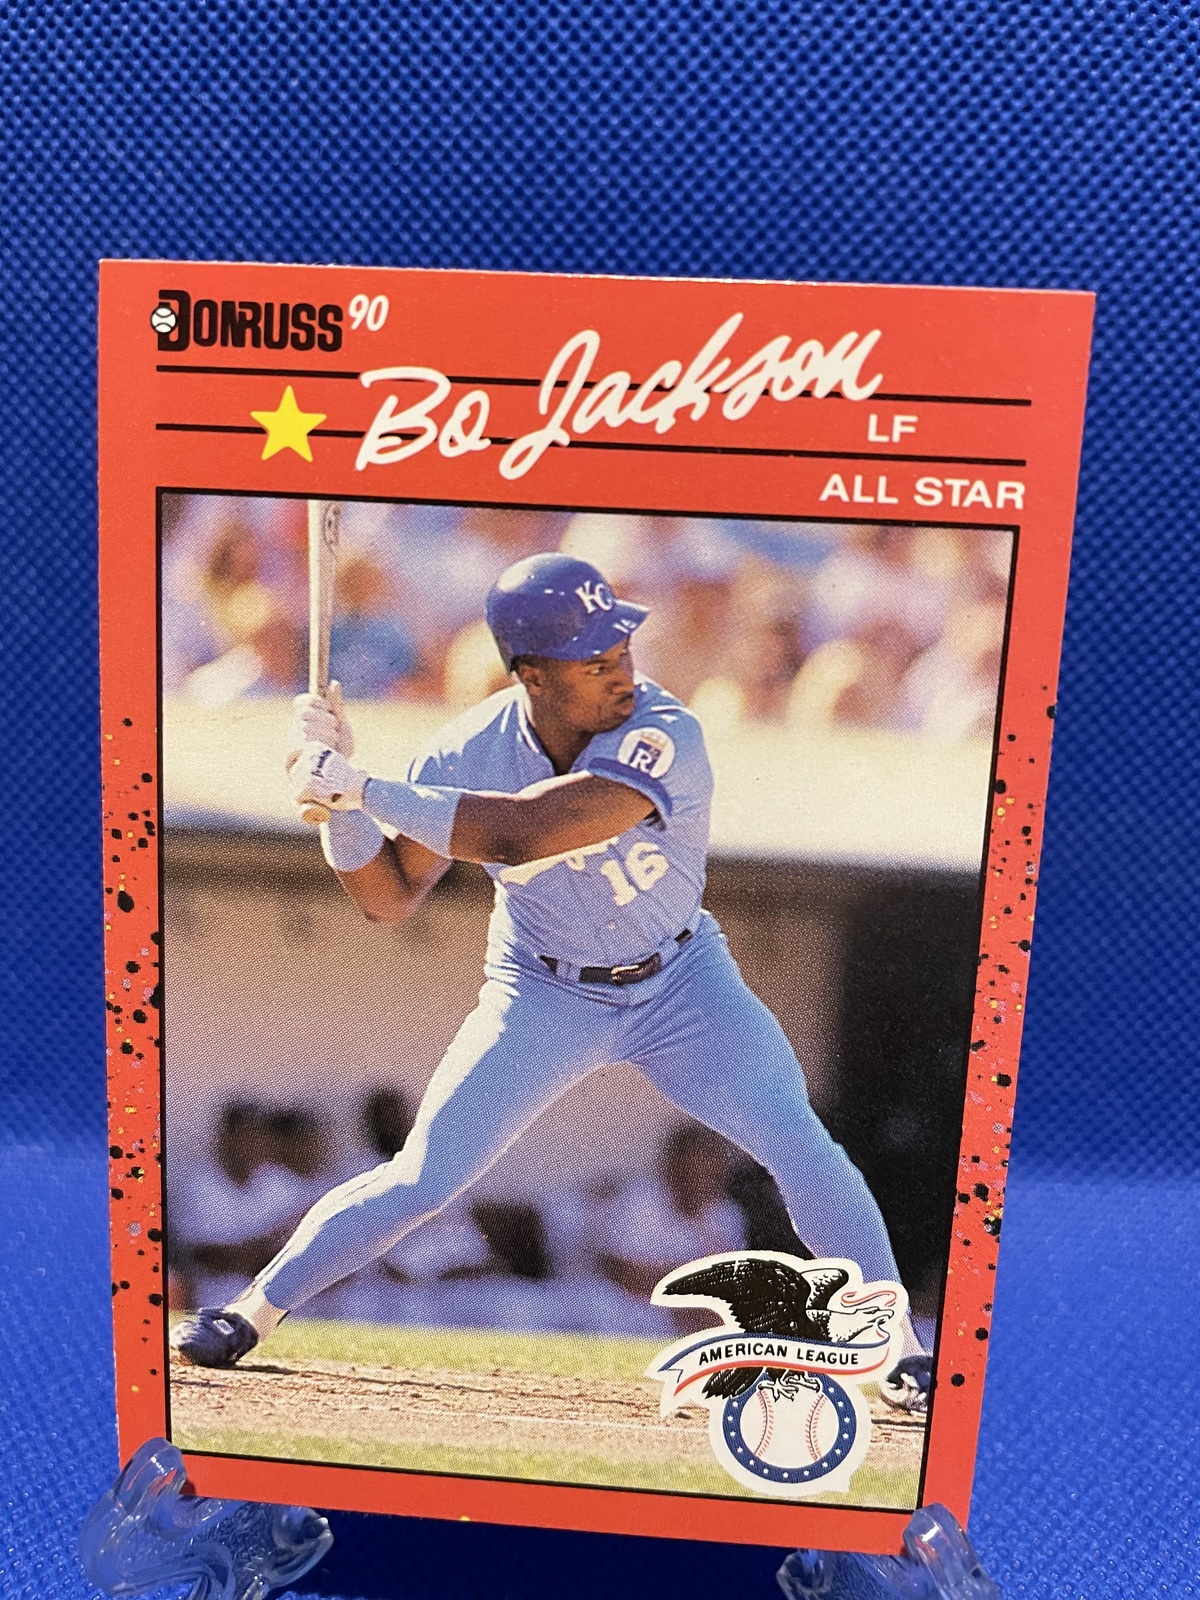 DONRUSS 90
Bo Jackson
LF
ALL STAR
KC
R
16
AMERICAN LEAGUE